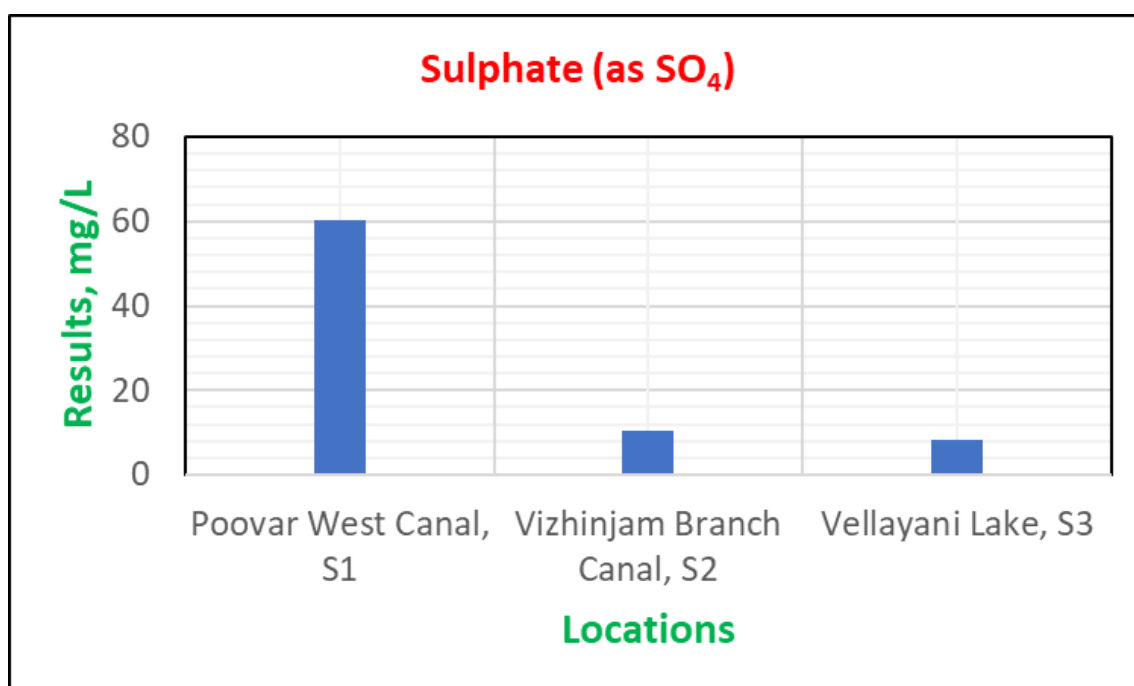 Sulphate (as SO₄)
Results, mg/L
80
60
40
20
0
Poovar West Canal,
S1
Vizhinjam Branch
Canal, S2
Vellayani Lake, S3
Locations